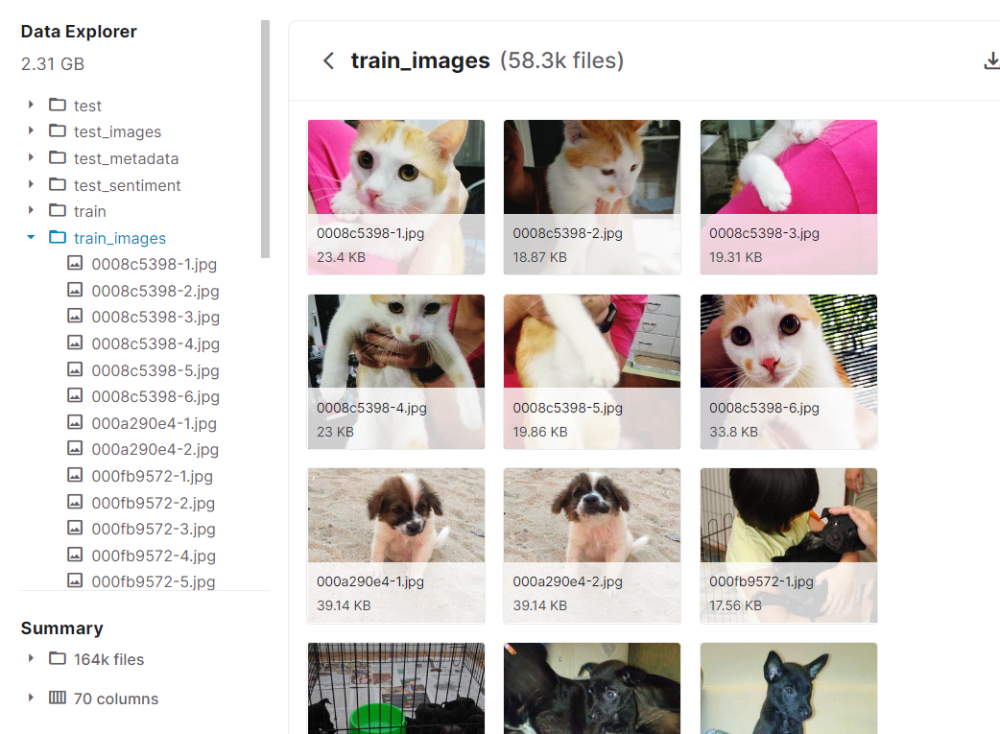 Data Explorer
2.31 GB
test
test_images
test_metadata
test_sentiment
train
train_images
0008c5398-1.jpg
0008c5398-2.jpg
0008c5398-3.jpg
0008c5398-4.jpg
0008c5398-5.jpg
0008c5398-6.jpg
000a290e4-1.jpg
000a290e4-2.jpg
000fb9572-1.jpg
000fb9572-2.jpg
000fb9572-3.jpg
000fb9572-4.jpg
000fb9572-5.jpg
Summary
164k files
70 columns
train_images (58.3k files)
0008c5398-1.jpg
23.4 KB
0008c5398-2.jpg
18.87 KB
0008c5398-3.jpg
19.31 KB
0008c5398-4.jpg
23 KB
0008c5398-5.jpg
19.86 KB
0008c5398-6.jpg
33.8 KB
000a290e4-1.jpg
39.14 KB
000a290e4-2.jpg
39.14 KB
000fb9572-1.jpg
17.56 KB